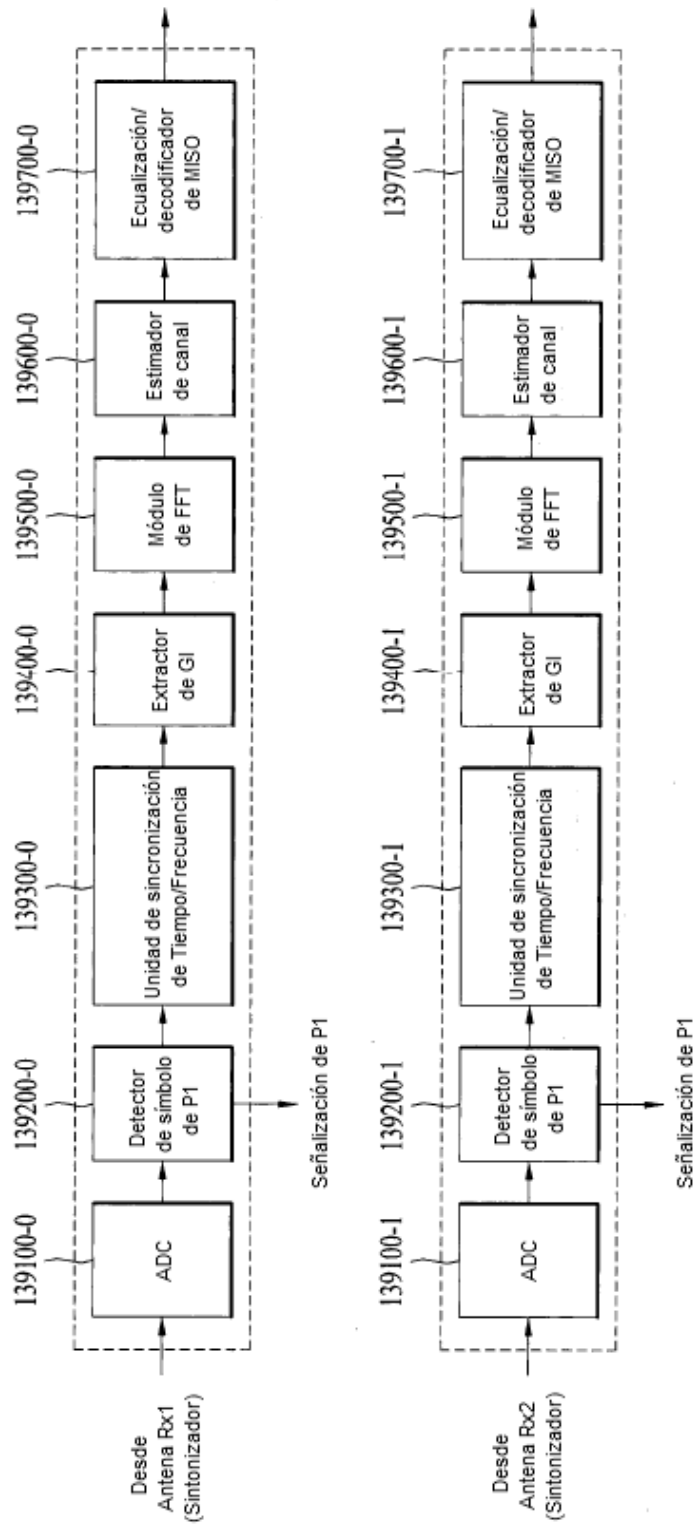 139100-0
139200-0
139300-0
139400-0
139500-0
139600-0
139700-0
Desde
Antena Rx1
(Sintonizador)
ADC
Detector
de símbolo
de P1
Unidad de sincronización
de Tiempo/Frecuencia
Extractor
de GI
Módulo
de FFT
Estimador
de canal
Ecualización/
decodificador
de MISO
Señalización de P1
139100-1
139200-1
139300-1
139400-1
139500-1
139600-1
139700-1
Desde
Antena Rx2
(Sintonizador)
ADC
Detector
de símbolo
de P1
Unidad de sincronización
de Tiempo/Frecuencia
Extractor
de GI
Módulo
de FFT
Estimador
de canal
Ecualización/
decodificador
de MISO
Señalización de P1